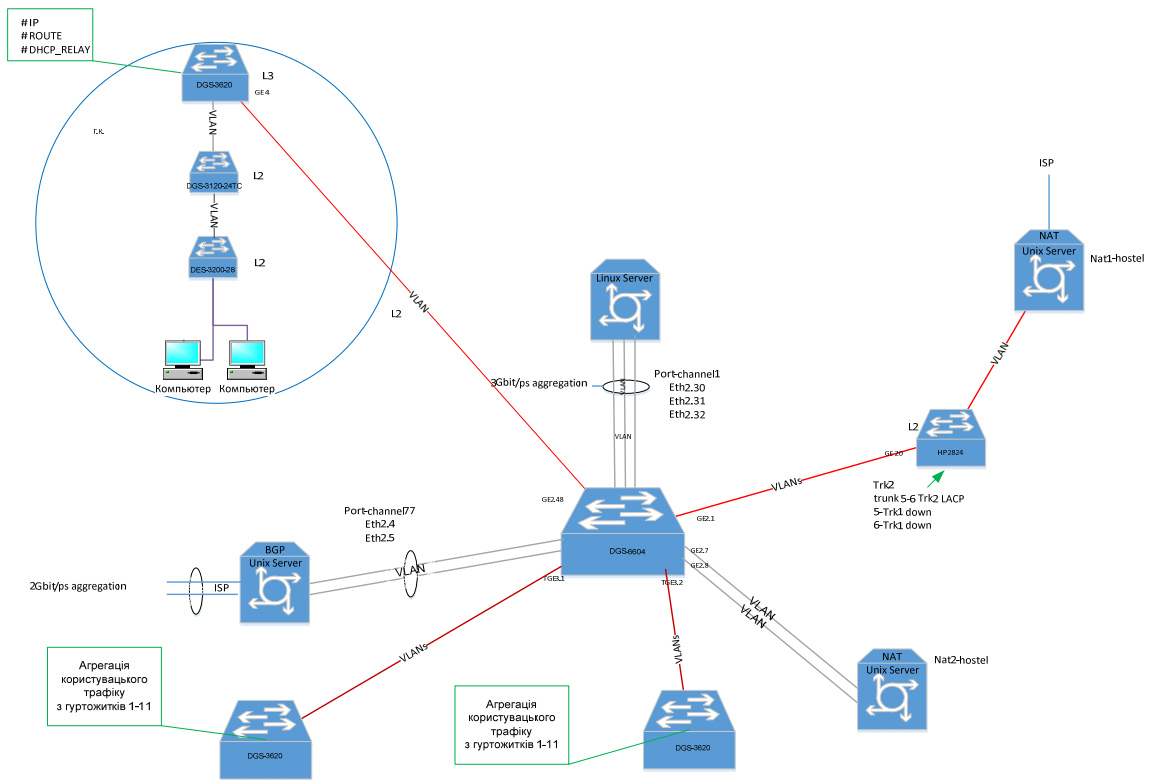 # IP
# ROUTE
# DHCP_RELAY
DGS-3620
L3
GE4
VLAN
г.к.
DGS-3120-24TC
L2
VLAN
DES-3200-28
L2
Компьютер
Компьютер
VLAN
L2
Linux Server
3Gbit/ps aggregation
Port-channel1
Eth2.30
Eth2.31
Eth2.32
VLAN
ISP
NAT
Unix Server
Nat1-hostel
VLAN
L2
HP2824
GE 20
Trk2
trunk 5-6 Trk2 LACP
5-Trk1 down
6-Trk1 down
VLANs
GE2.48
GE2.1
DGS-6604
GE2.7
GE2.8
TGE3.1
TGE3.2
Port-channel77
Eth2.4
Eth2.5
VLAN
BGP
Unix Server
ISP
2Gbit/ps aggregation
VLAN
VLAN
NAT
Unix Server
Nat2-hostel
VLANs
VLANs
Агрегація
користувацького
трафіку
з гуртожитків 1-11
DGS-3620
Агрегація
користувацького
трафіку
з гуртожитків 1-11
DGS-3620